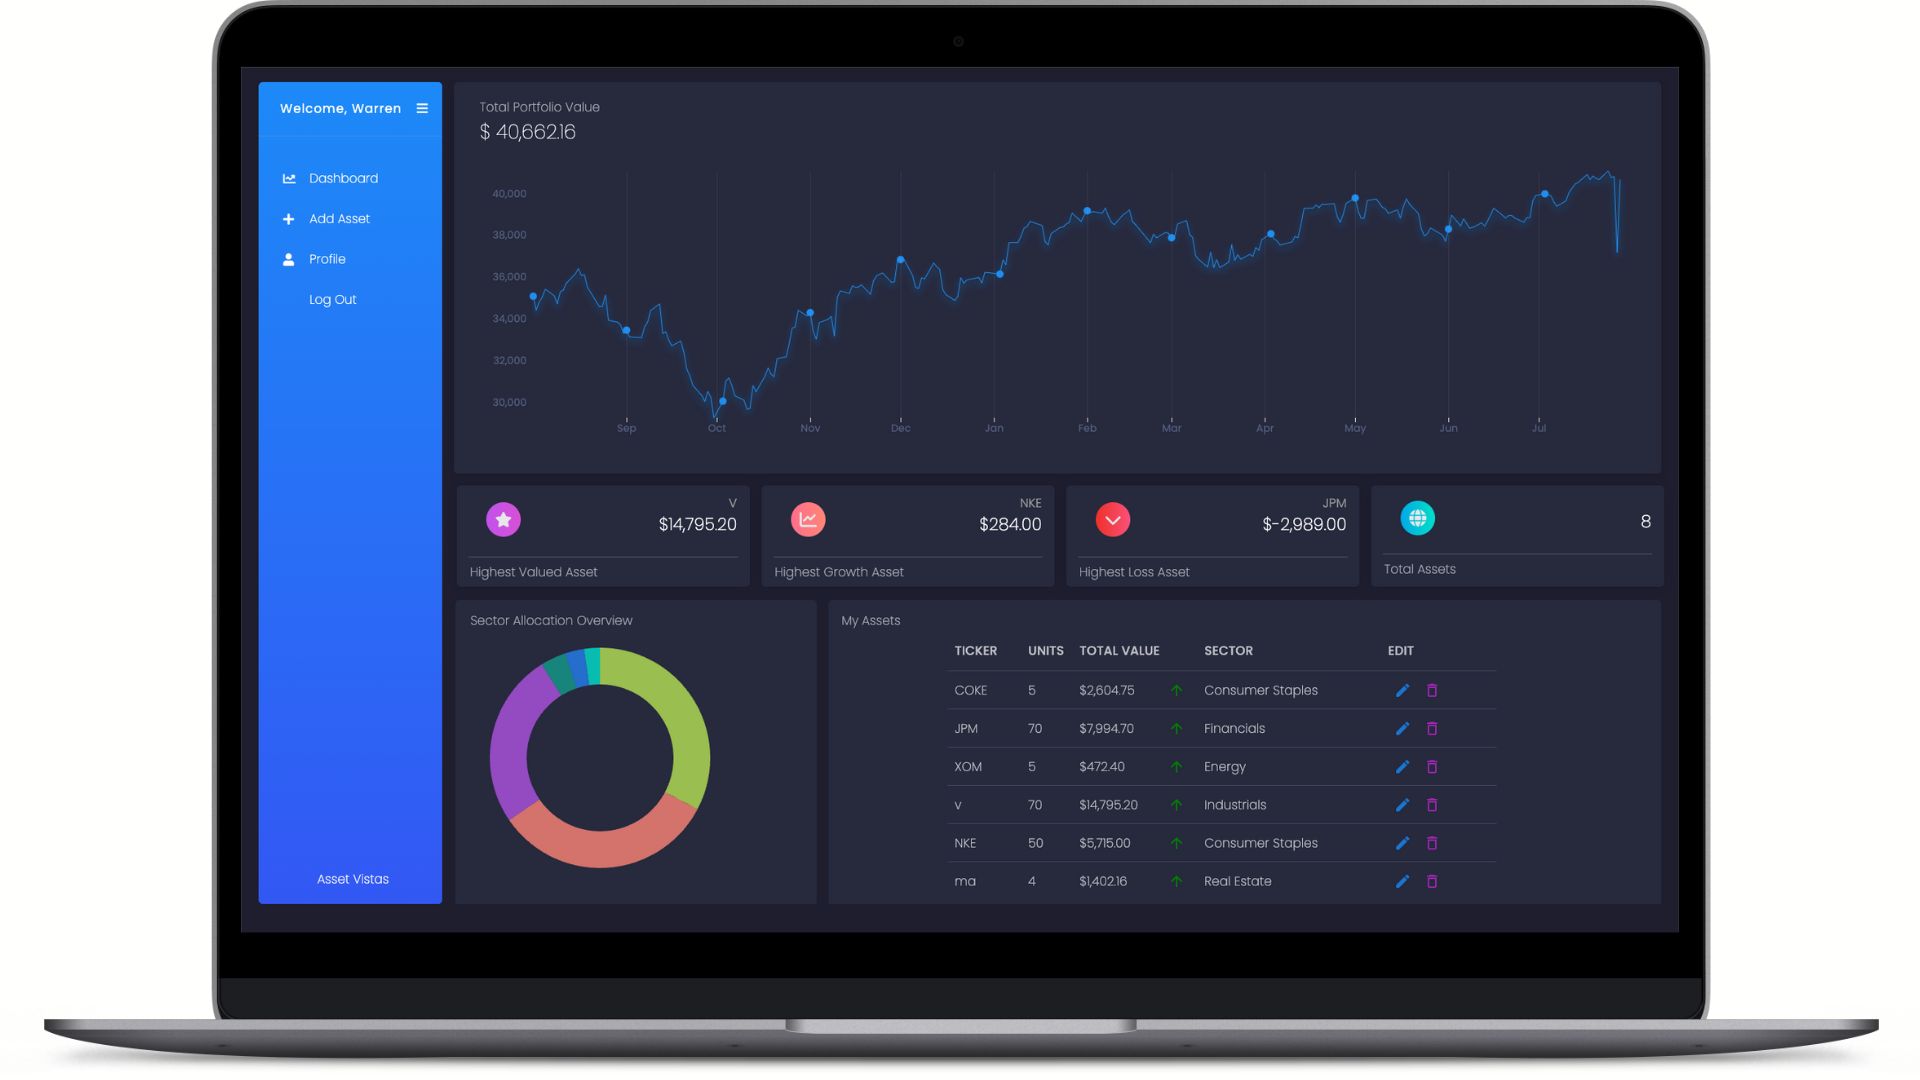 Welcome, Warren
Dashboard
Add Asset
Profile
Log Out
Asset Vistas
Total Portfolio Value
$ 40,662.16
40,000
38,000
36,000
34,000
32,000
30,000
Sep Oct Nov Dec Jan Feb Mar Apr May Jun Jul
V
$14,795.20
Highest Valued Asset
NKE
$284.00
Highest Growth Asset
JPM
$-2,989.00
Highest Loss Asset
8
Total Assets
Sector Allocation Overview
My Assets
TICKER UNITS TOTAL VALUE SECTOR EDIT
COKE 5 $2,604.75 Consumer Staples
JPM 70 $7,994.70 Financials
XOM 5 $472.40 Energy
v 70 $14,795.20 Industrials
NKE 50 $5,715.00 Consumer Staples
ma 4 $1,402.16 Real Estate